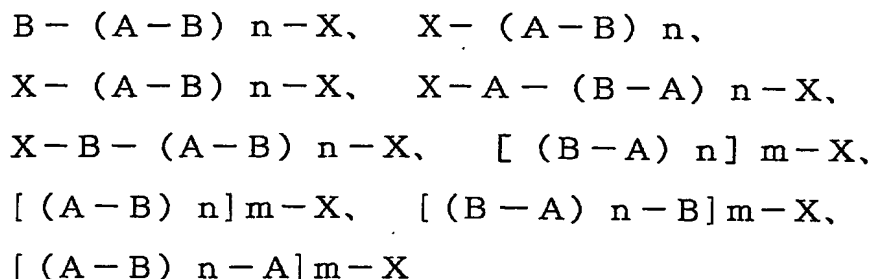 B－(A－B) n－X、 X－(A－B) n、
X－(A－B) n－X、 X－A－(B－A) n－X、
X－B－(A－B) n－X、 [(B－A) n] m－X、
[(A－B) n]m－X、 [(B－A) n－B]m－X、
[(A－B) n－A]m－X